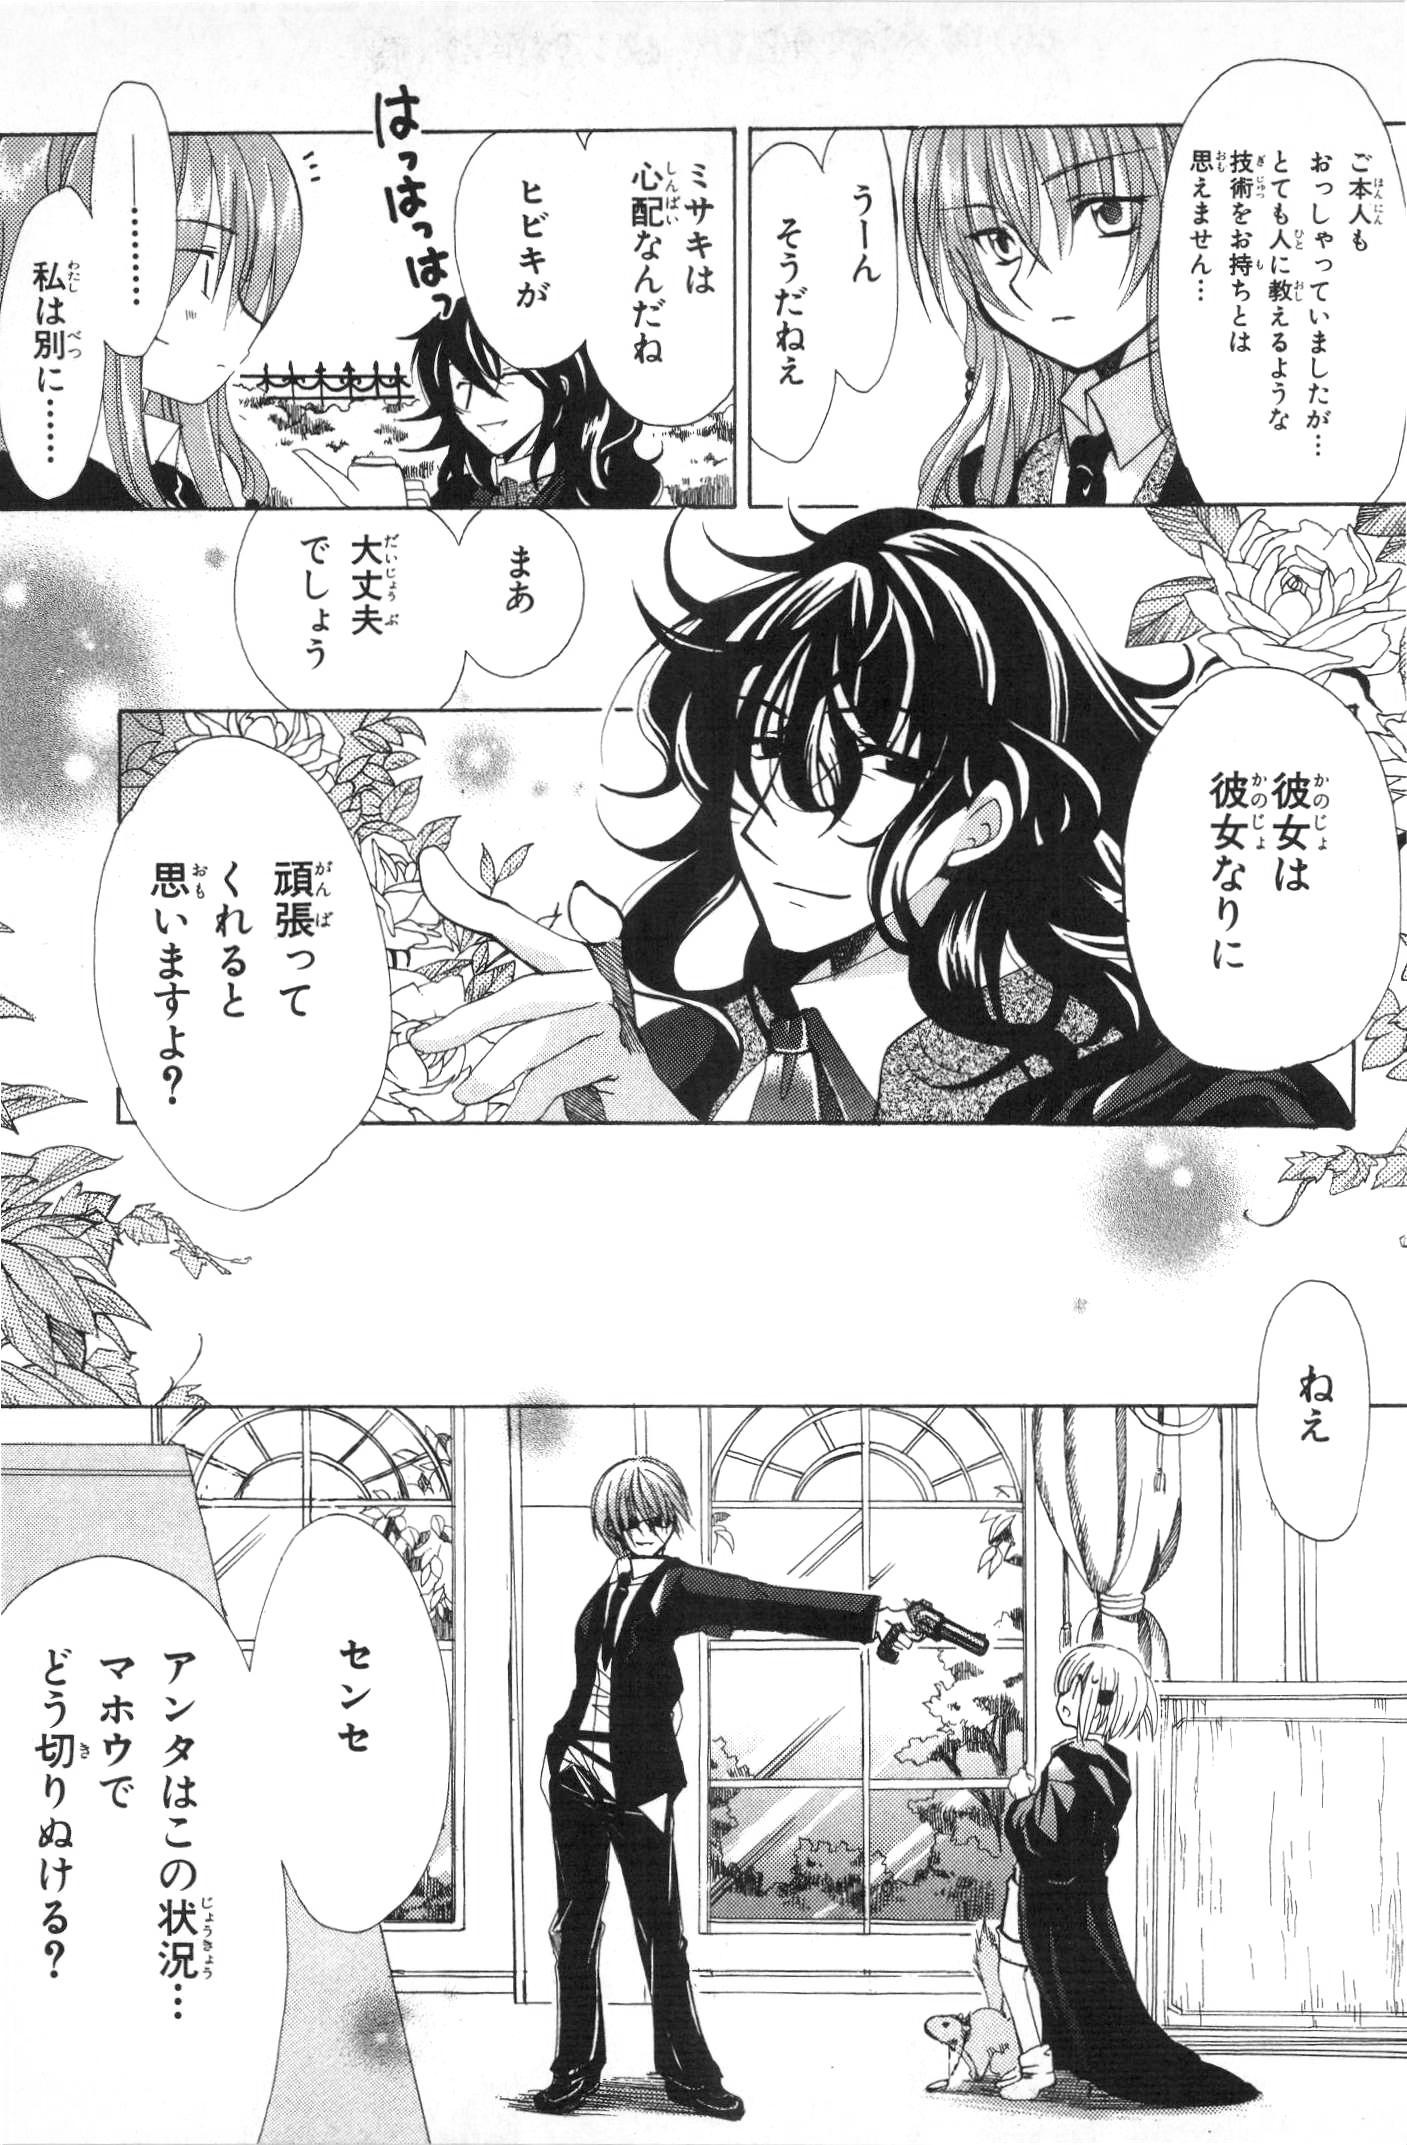 ご本人も
おっしゃっていましたが…
とても人に教えるような
技術をお持ちとは
思えません…
うーん
そうだねえ
ミサキは
心配なんだね
ヒビキが
はっはっはっ
………
私は別に……
まあ
大丈夫
でしょう
彼女は
彼女なりに
頑張って
くれると
思いますよ？
ねえ
センセ
アンタはこの状況…
マホウで
どう切りぬける？